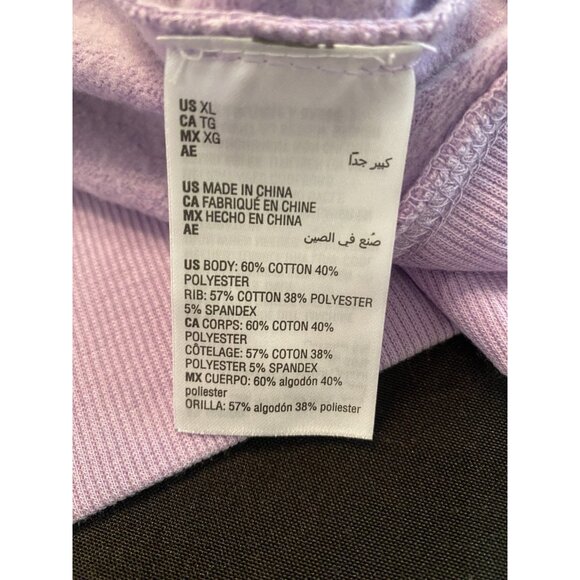 US XL
CA TG
MX XG
AE كبير جدًا
US MADE IN CHINA
CA FABRIQUÉ EN CHINE
MX HECHO EN CHINA
AE صُنع في الصين
US BODY: 60% COTTON 40%
POLYESTER
RIB: 57% COTTON 38% POLYESTER
5% SPANDEX
CA CORPS: 60% COTON 40%
POLYESTER
CÔTELAGE: 57% COTON 38%
POLYESTER 5% SPANDEX
MX CUERPO: 60% algodón 40%
poliester
ORILLA: 57% algodón 38% poliester